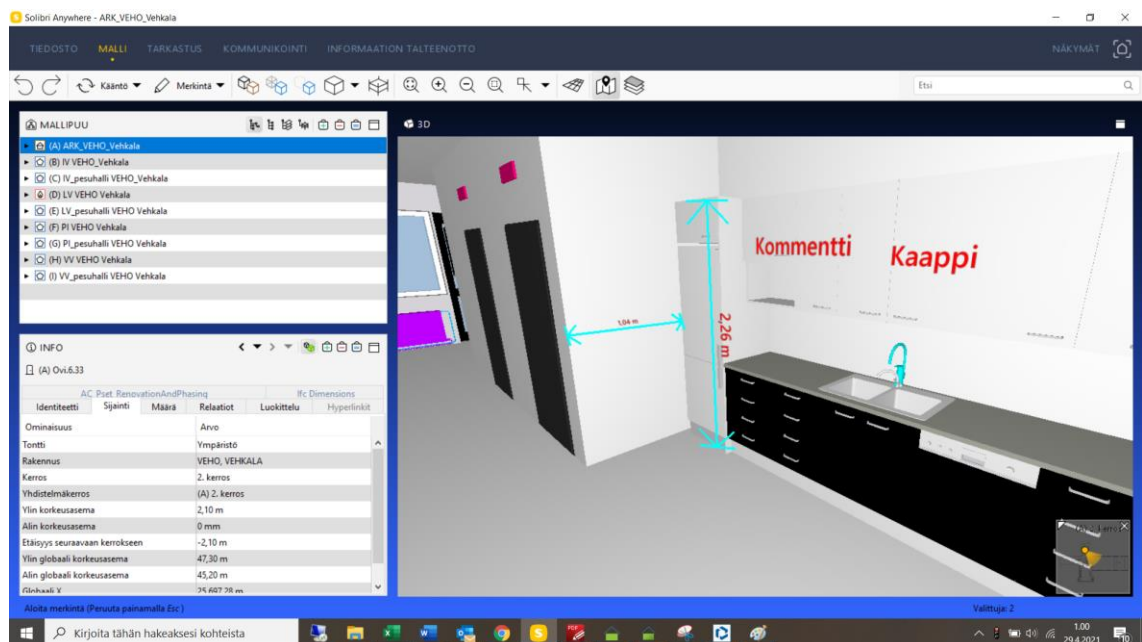 Solibri Anywhere - ARK_VEHO_Vehkala
TIEDOSTO MALLI TARKASTUS KOMMUNIKOINTI INFORMAATION TALTEENOTTO NÄKYMÄT
Kääntö Merkintä Etsi
MALLIPUU
(A) ARK_VEHO_Vehkala
(B) IV VEHO_Vehkala
(C) IV_pesuhalli VEHO_Vehkala
(D) LV VEHO Vehkala
(E) LV_pesuhalli VEHO Vehkala
(F) PI VEHO Vehkala
(G) PI_pesuhalli VEHO Vehkala
(H) VV VEHO Vehkala
(I) VV_pesuhalli VEHO Vehkala
INFO
(A) Ovi.6.33
AC_Pset_RenovationAndPhasing Ifc Dimensions
Identiteetti Sijainti Määrä Relaatiot Luokittelu Hyperlinkit
Ominaisuus Arvo
Tontti Ympäristö
Rakennus VEHO, VEHKALA
Kerros 2. kerros
Yhdistelmäkerros (A) 2. kerros
Ylin korkeusasema 2,10 m
Alin korkeusasema 0 mm
Etäisyys seuraavaan kerrokseen -2,10 m
Ylin globaali korkeusasema 47,30 m
Alin globaali korkeusasema 45,20 m
Globaali X 25 697,28 m
3D
Kommentti Kaappi
1,04 m
2,26 m
Aloita merkintä (Peruuta painamalla Esc) Valittuja: 2
Kirjoita tähän hakeaksesi kohteista
1.00
29.4.2021